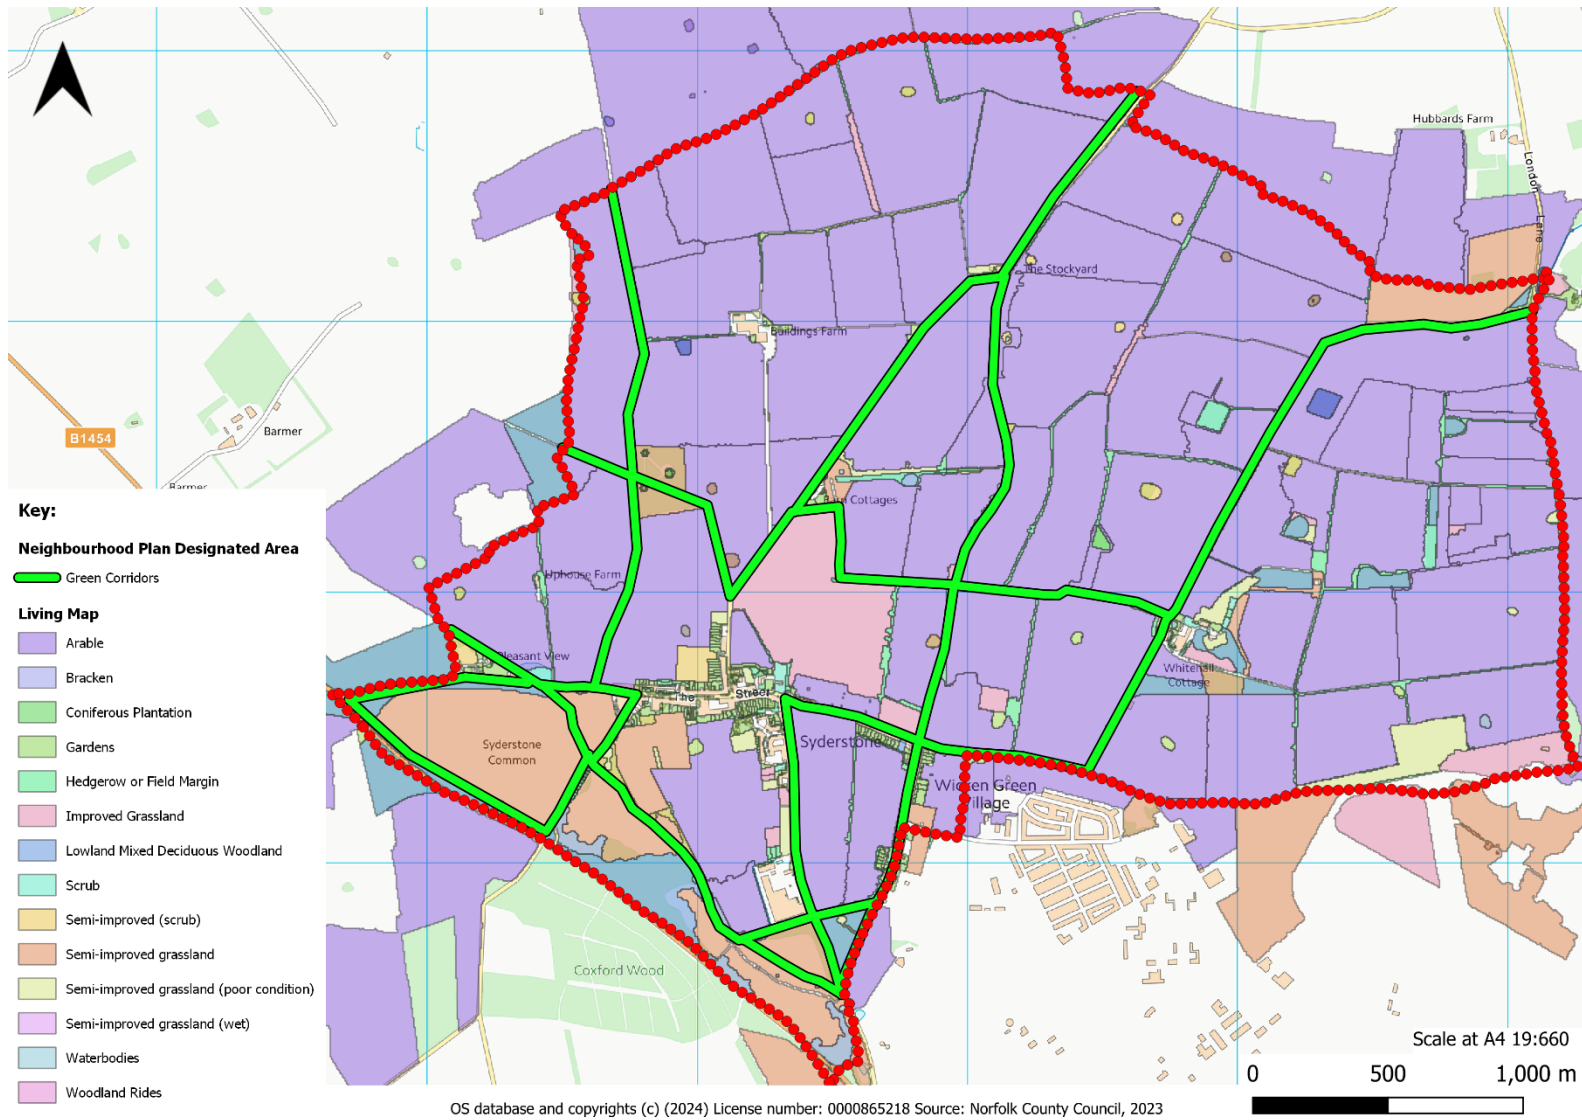 Hubbards Farm
London
Lane
The Stockyard
Buildings Farm
B1454
Barmer
Barmer
Barn Cottages
Uphouse Farm
Pleasant View
Whitehall
Cottage
The Street
Syderstone
Syderstone
Common
Wicken Green
Village
Coxford Wood
Key:
Neighbourhood Plan Designated Area
Green Corridors
Living Map
Arable
Bracken
Coniferous Plantation
Gardens
Hedgerow or Field Margin
Improved Grassland
Lowland Mixed Deciduous Woodland
Scrub
Semi-improved (scrub)
Semi-improved grassland
Semi-improved grassland (poor condition)
Semi-improved grassland (wet)
Waterbodies
Woodland Rides
Scale at A4 19:660
0 500 1,000 m
OS database and copyrights (c) (2024) License number: 0000865218 Source: Norfolk County Council, 2023